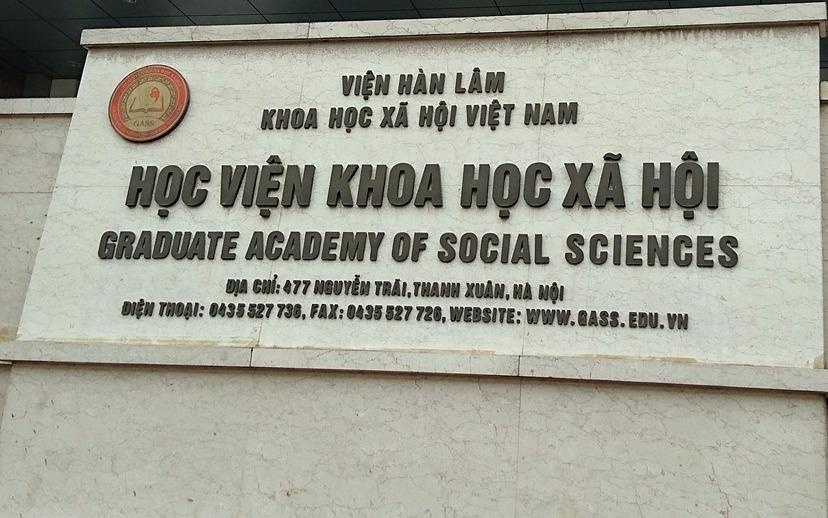 GASS
VIỆN HÀN LÂM
KHOA HỌC XÃ HỘI VIỆT NAM
HỌC VIỆN KHOA HỌC XÃ HỘI
GRADUATE ACADEMY OF SOCIAL SCIENCES
ĐỊA CHỈ: 477 NGUYỄN TRÃI, THANH XUÂN, HÀ NỘI
ĐIỆN THOẠI: 0435 527 736, FAX: 0435 527 726, WEBSITE: WWW.GASS.EDU.VN